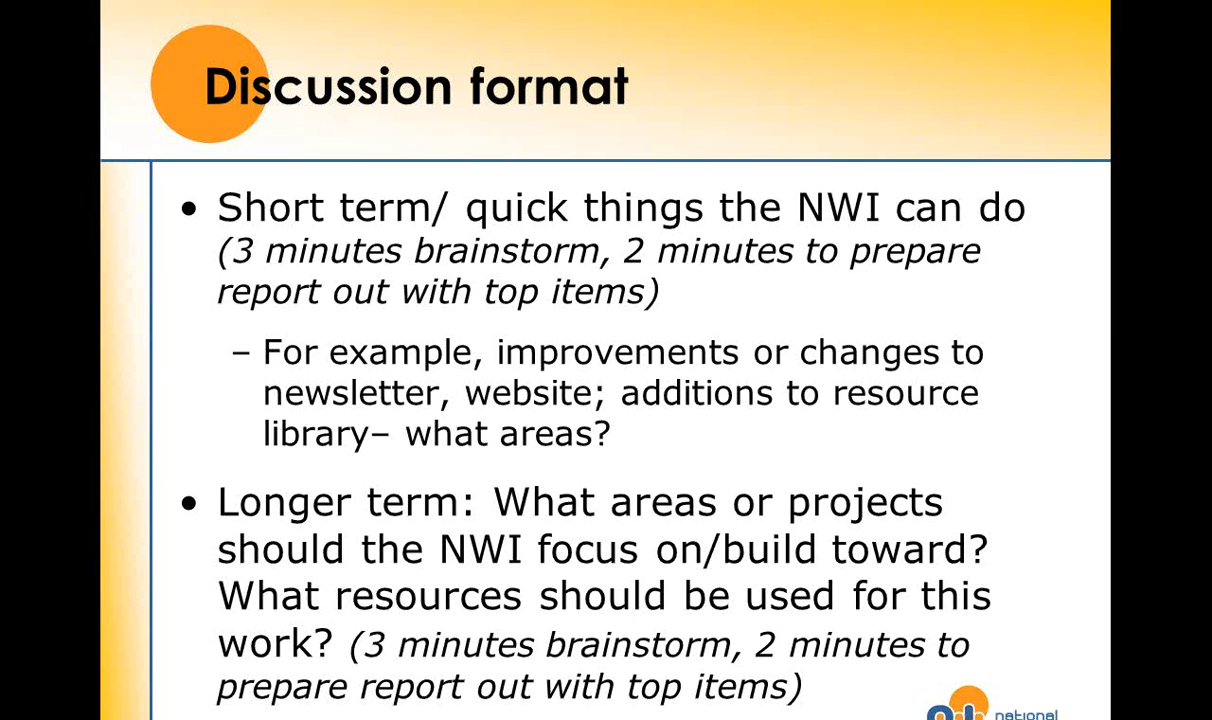 Discussion format
• Short term/ quick things the NWI can do
(3 minutes brainstorm, 2 minutes to prepare
report out with top items)
– For example, improvements or changes to
newsletter, website; additions to resource
library– what areas?
• Longer term: What areas or projects
should the NWI focus on/build toward?
What resources should be used for this
work? (3 minutes brainstorm, 2 minutes to
prepare report out with top items)
national